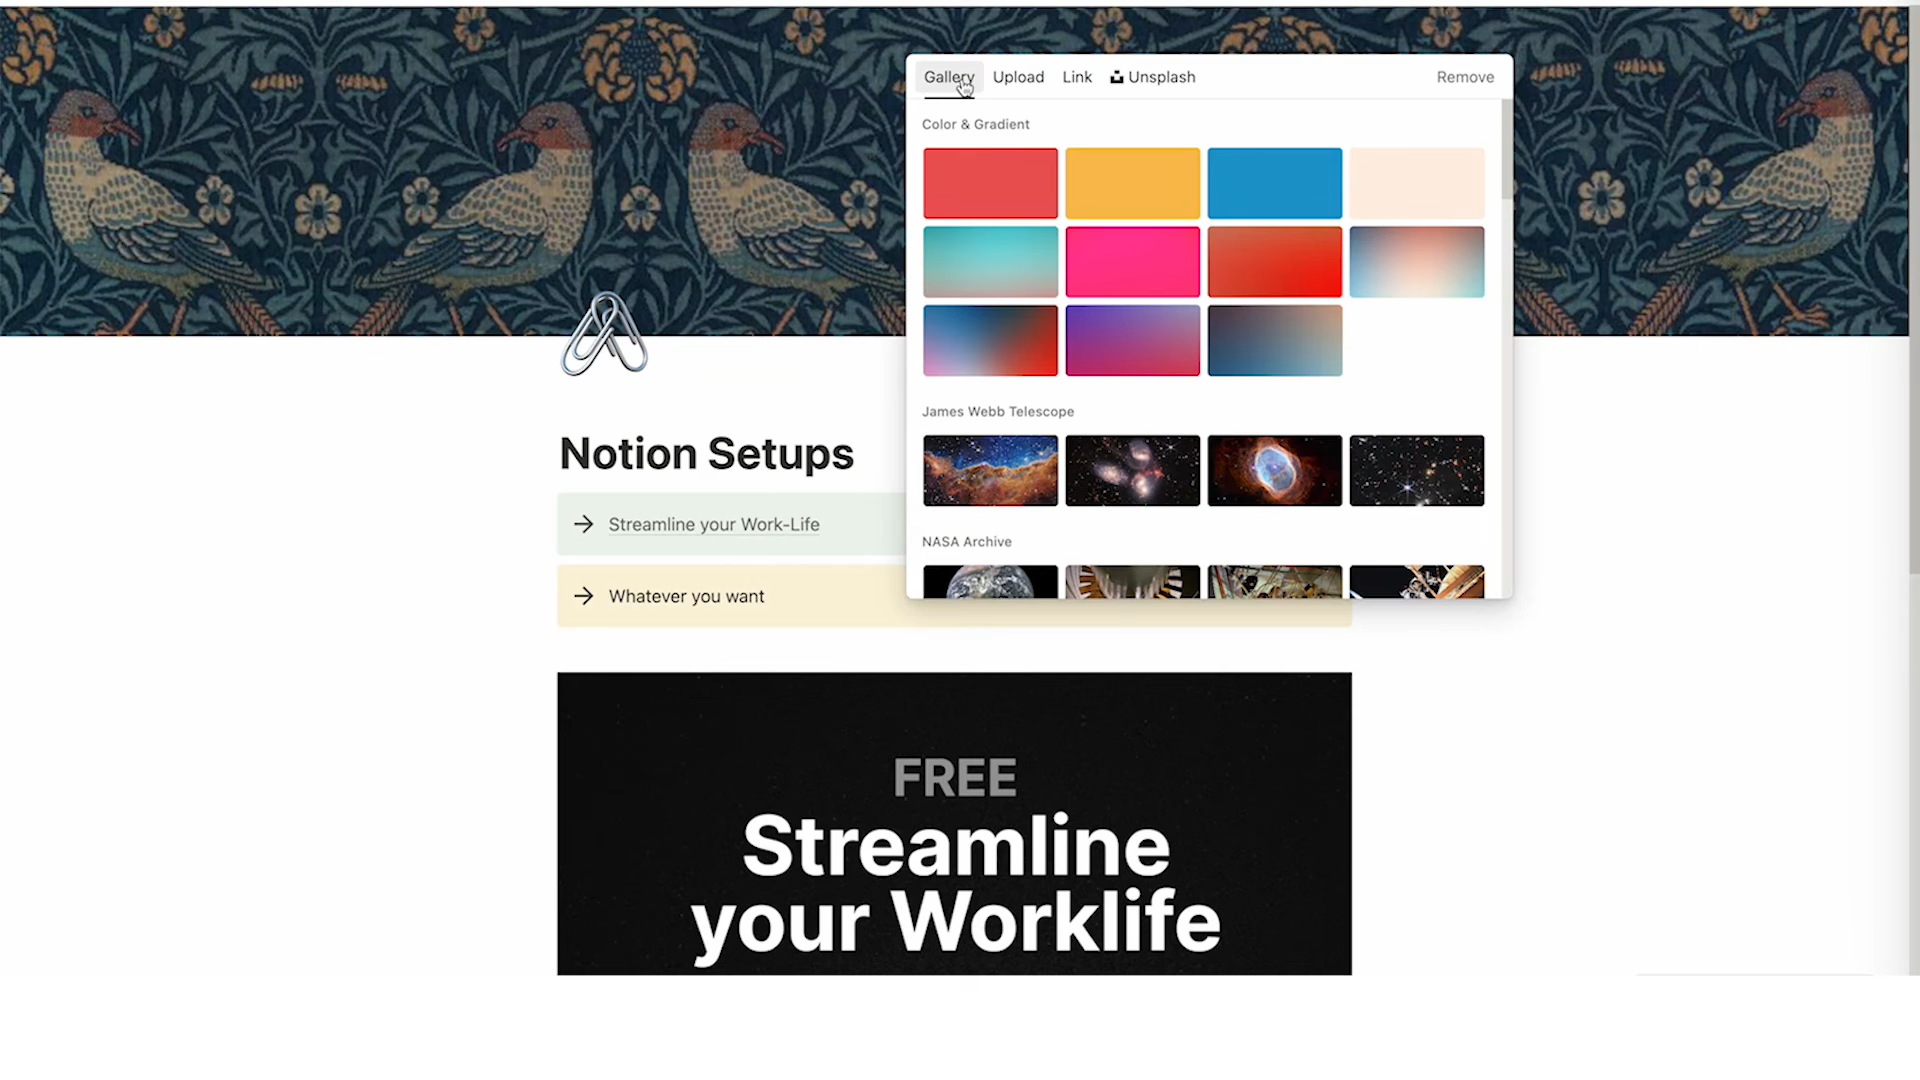 Gallery Upload Link Unsplash Remove
Color & Gradient
James Webb Telescope
NASA Archive
Notion Setups
→ Streamline your Work-Life
→ Whatever you want
FREE
Streamline
your Worklife